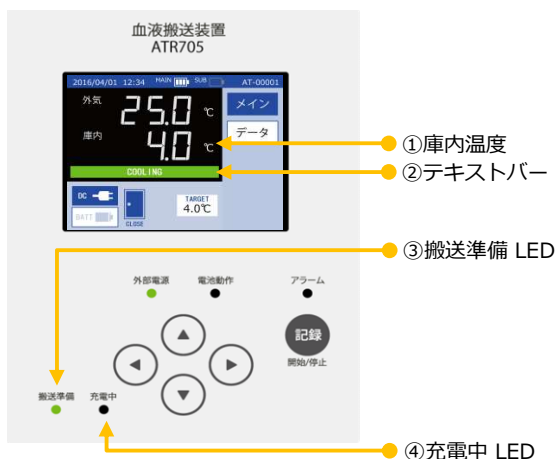 血液搬送装置
ATR705
2016/04/01 12:34 MAIN SUB AT-00001
外気 25.0 ℃
メイン
庫内 4.0 ℃
データ
COOLING
DC
BATT
CLOSE
TARGET
4.0℃
①庫内温度
②テキストバー
③搬送準備 LED
外部電源 電池動作 アラーム
記録
開始/停止
搬送準備 充電中
④充電中 LED